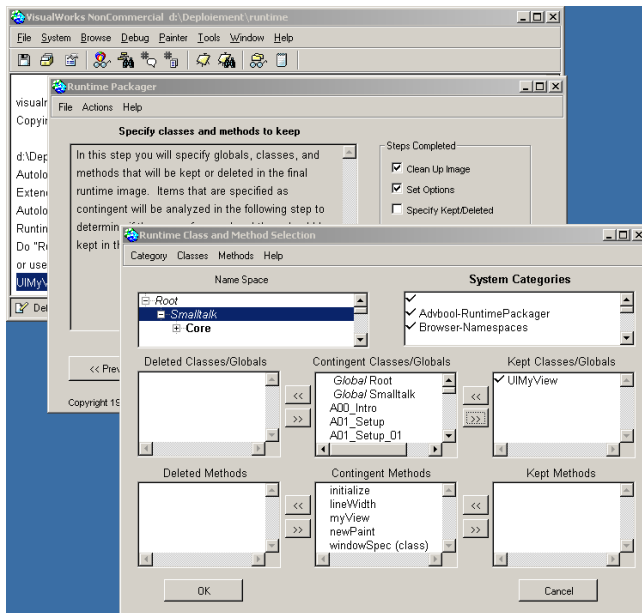 VisualWorks NonCommercial d:\Deploiement\runtime
File System Browse Debug Painter Tools Window Help
visualr
Copyin
d:\Dep
Autolo
Extend
Autolo
Runtin
Do "R
or use
UIMyV
Def
Runtime Packager
File Actions Help
Specify classes and methods to keep
In this step you will specify globals, classes, and
methods that will be kept or deleted in the final
runtime image. Items that are specified as
contingent will be analyzed in the following step to
kept in th
Steps Completed
Clean Up Image
Set Options
Specify Kept/Deleted
<< Prev
Copyright 19
Runtime Class and Method Selection
Category Classes Methods Help
Name Space
System Categories
Root
Smalltalk
Core
Advbool-RuntimePackager
Browser-Namespaces
Deleted Classes/Globals
Contingent Classes/Globals
Kept Classes/Globals
Global Root
Global Smalltalk
A00_Intro
A01_Setup
A01_Setup_01
UIMyView
<<
>>
<<
>>
Deleted Methods
Contingent Methods
Kept Methods
initialize
lineWidth
myView
newPaint
windowSpec (class)
<<
>>
<<
>>
OK
Cancel